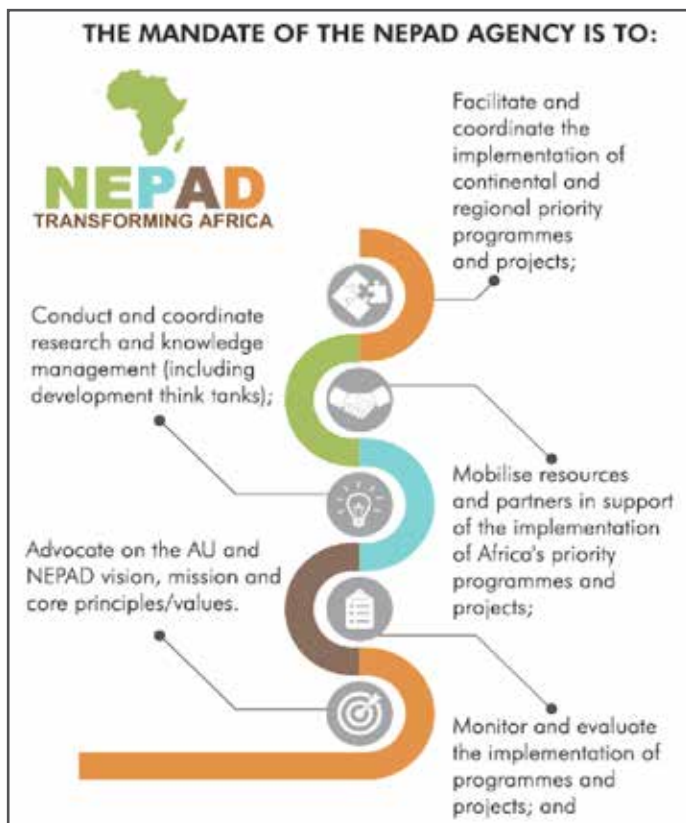 THE MANDATE OF THE NEPAD AGENCY IS TO:
NEPAD
TRANSFORMING AFRICA
Facilitate and
coordinate the
implementation of
continental and
regional priority
programmes
and projects;
Mobilise resources
and partners in support
of the implementation
of Africa's priority
programmes and
projects;
Conduct and coordinate
research and knowledge
management (including
development think tanks);
Monitor and evaluate
the implementation of
programmes and
projects; and
Advocate on the AU and
NEPAD vision, mission and
core principles/values.